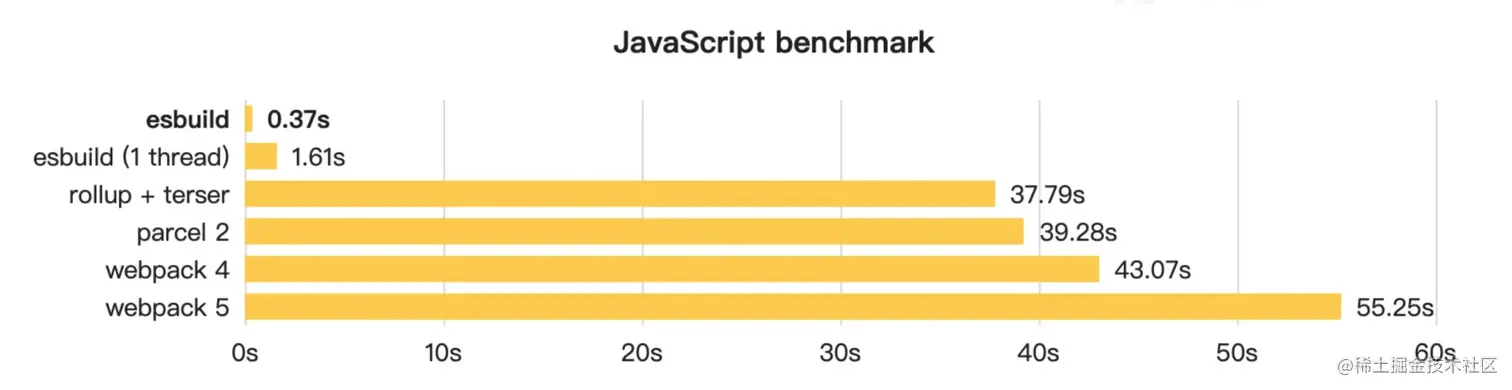 JavaScript benchmark
esbuild 0.37s
esbuild (1 thread) 1.61s
rollup + terser 37.79s
parcel 2 39.28s
webpack 4 43.07s
webpack 5 55.25s
0s 10s 20s 30s 40s 50s 60s
@稀土掘金技术社区